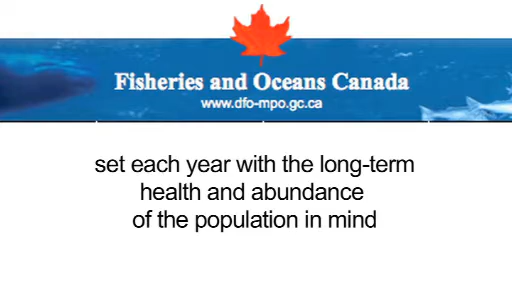 Fisheries and Oceans Canada
www.dfo-mpo.gc.ca
set each year with the long-term
health and abundance
of the population in mind